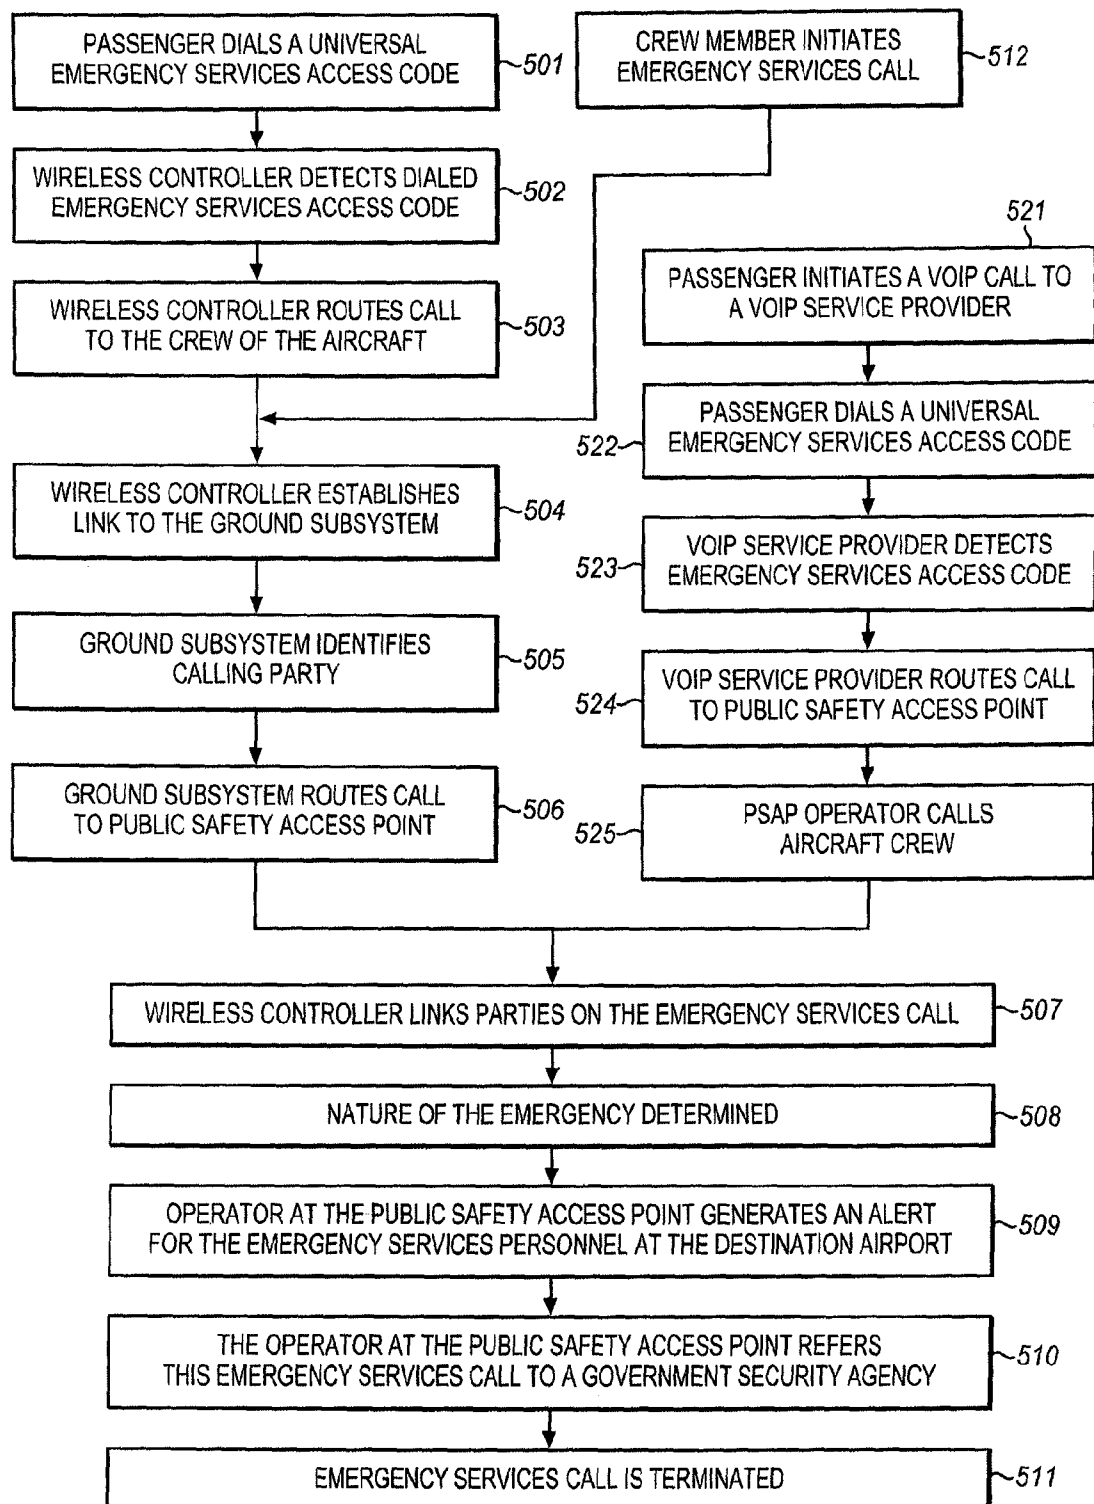 PASSENGER DIALS A UNIVERSAL
EMERGENCY SERVICES ACCESS CODE
501
CREW MEMBER INITIATES
EMERGENCY SERVICES CALL
512
WIRELESS CONTROLLER DETECTS DIALED
EMERGENCY SERVICES ACCESS CODE
502
WIRELESS CONTROLLER ROUTES CALL
TO THE CREW OF THE AIRCRAFT
503
521
PASSENGER INITIATES A VOIP CALL TO
A VOIP SERVICE PROVIDER
522
PASSENGER DIALS A UNIVERSAL
EMERGENCY SERVICES ACCESS CODE
WIRELESS CONTROLLER ESTABLISHES
LINK TO THE GROUND SUBSYSTEM
504
523
VOIP SERVICE PROVIDER DETECTS
EMERGENCY SERVICES ACCESS CODE
GROUND SUBSYSTEM IDENTIFIES
CALLING PARTY
505
524
VOIP SERVICE PROVIDER ROUTES CALL
TO PUBLIC SAFETY ACCESS POINT
GROUND SUBSYSTEM ROUTES CALL
TO PUBLIC SAFETY ACCESS POINT
506
525
PSAP OPERATOR CALLS
AIRCRAFT CREW
WIRELESS CONTROLLER LINKS PARTIES ON THE EMERGENCY SERVICES CALL
507
NATURE OF THE EMERGENCY DETERMINED
508
OPERATOR AT THE PUBLIC SAFETY ACCESS POINT GENERATES AN ALERT
FOR THE EMERGENCY SERVICES PERSONNEL AT THE DESTINATION AIRPORT
509
THE OPERATOR AT THE PUBLIC SAFETY ACCESS POINT REFERS
THIS EMERGENCY SERVICES CALL TO A GOVERNMENT SECURITY AGENCY
510
EMERGENCY SERVICES CALL IS TERMINATED
511